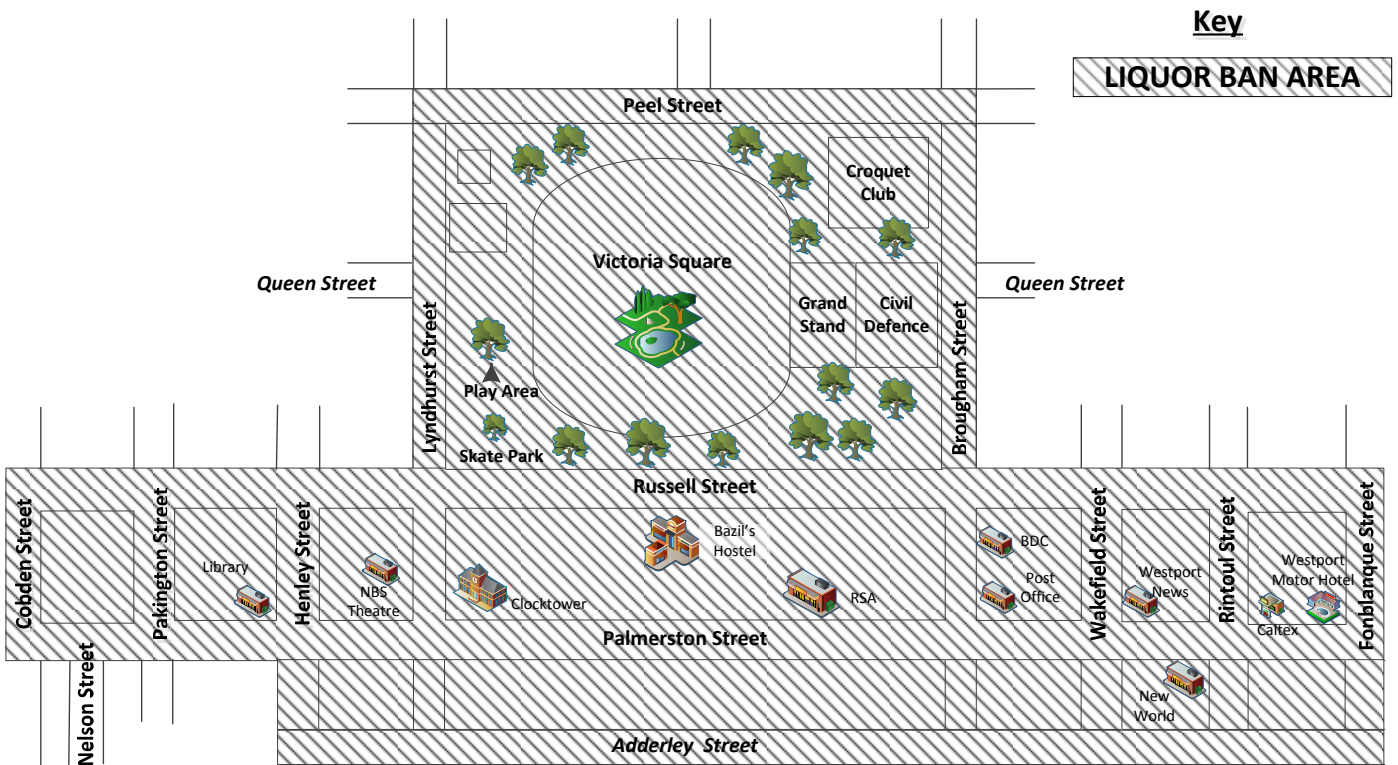 Key
LIQUOR BAN AREA
Peel Street
Croquet
Club
Victoria Square
Queen Street
Queen Street
Grand
Stand
Civil
Defence
Lyndhurst Street
Brougham Street
Play Area
Skate Park
Russell Street
Cobden Street
Pakington Street
Library
Henley Street
NBS
Theatre
Clocktower
Bazil's
Hostel
RSA
BDC
Post
Office
Wakefield Street
Westport
News
Rintoul Street
Westport
Motor Hotel
Caltex
Fonblanque Street
Palmerston Street
Nelson Street
New
World
Adderley Street